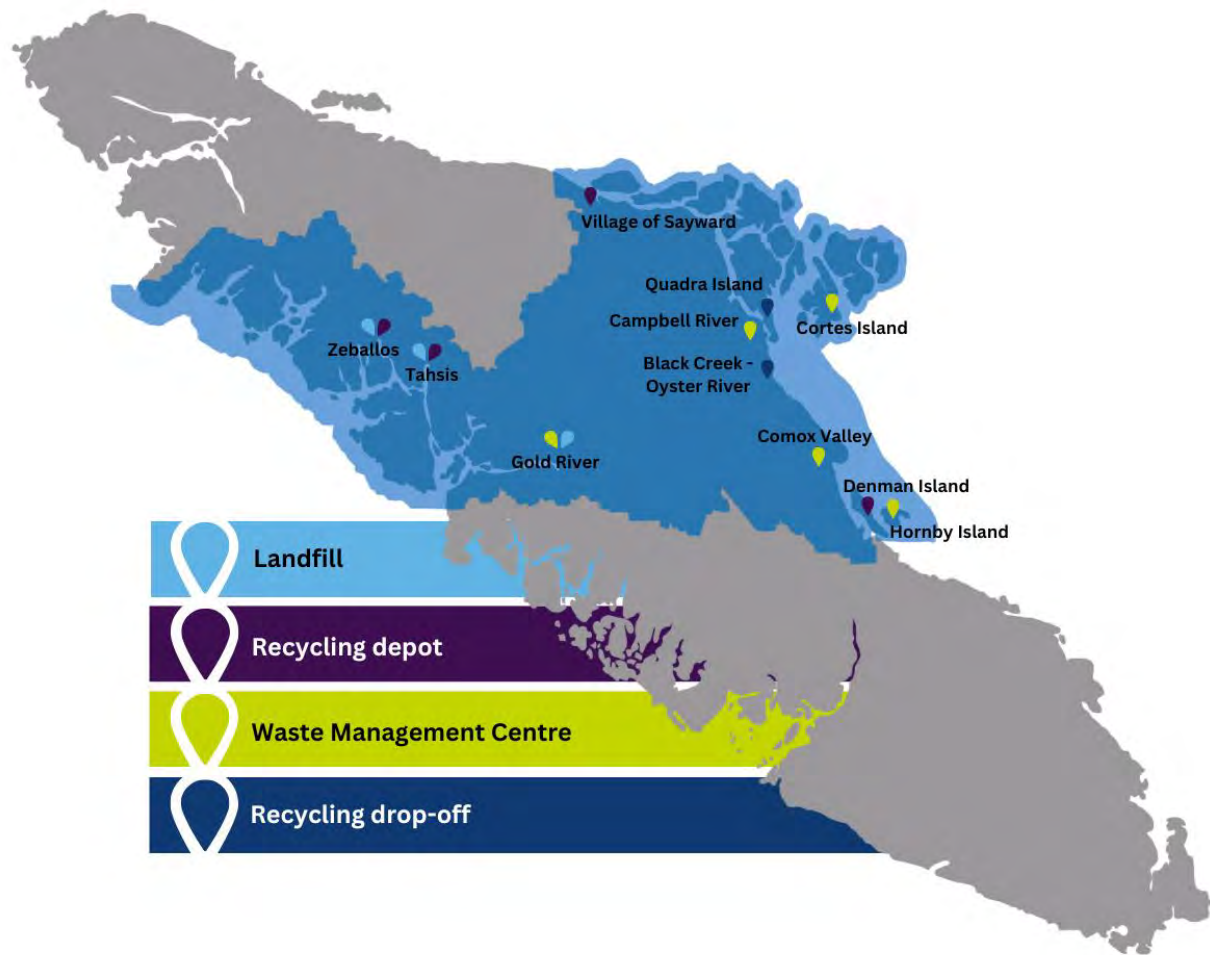 Village of Sayward
Quadra Island
Campbell River
Cortes Island
Zeballos
Black Creek -
Oyster River
Tahsis
Comox Valley
Gold River
Denman Island
Hornby Island
Landfill
Recycling depot
Waste Management Centre
Recycling drop-off